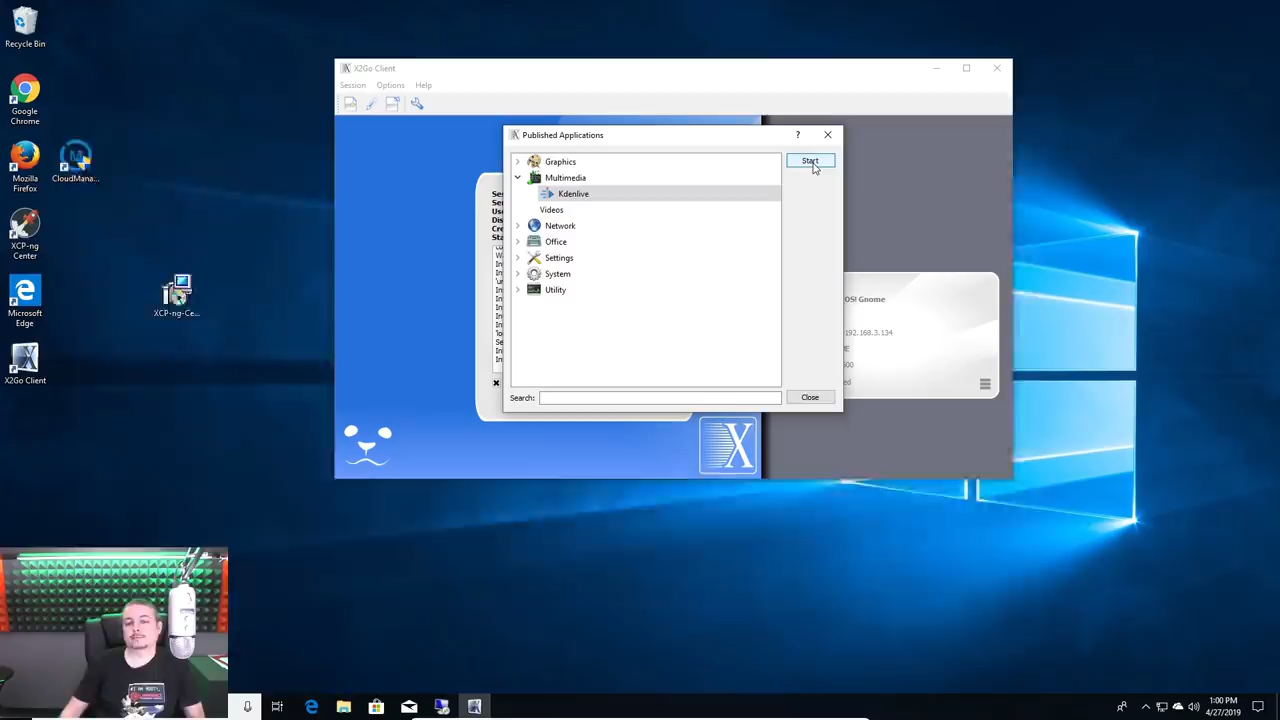 Recycle Bin
Google
Chrome
Mozilla
Firefox
CloudMana...
XCP-ng
Center
Microsoft
Edge
XCP-ng-Ce...
X2Go Client
X2Go Client
Session
Options
Help
Published Applications
?
Graphics
Multimedia
Kdenlive
Videos
Network
Office
Settings
System
Utility
Start
Search:
Close
OS! Gnome
192.168.3.134
X
1:00 PM
4/27/2019